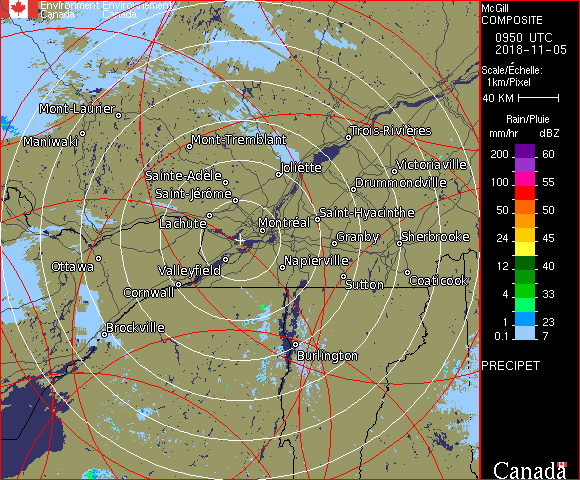 Environment Environnement
Canada Canada
McGill
COMPOSITE
0950 UTC
2018-11-05
Scale/Échelle:
1km/Pixel
40 KM
Rain/Pluie
mm/hr dBZ
200 60
100 55
50 50
24 45
12 40
8 33
4 30
1 23
0.1 7
PRECIPET
Canada
Mont-Laurier
Maniwaki
Mont-Tremblant
Trois-Rivières
Joliette
Victoriaville
Sainte-Adèle
Drummondville
Saint-Jérôme
Saint-Hyacinthe
Lachute
Montréal
Granby
Sherbrooke
Ottawa
Valleyfield
Napierville
Cornwall
Sutton
Coaticook
Brockville
Burlington